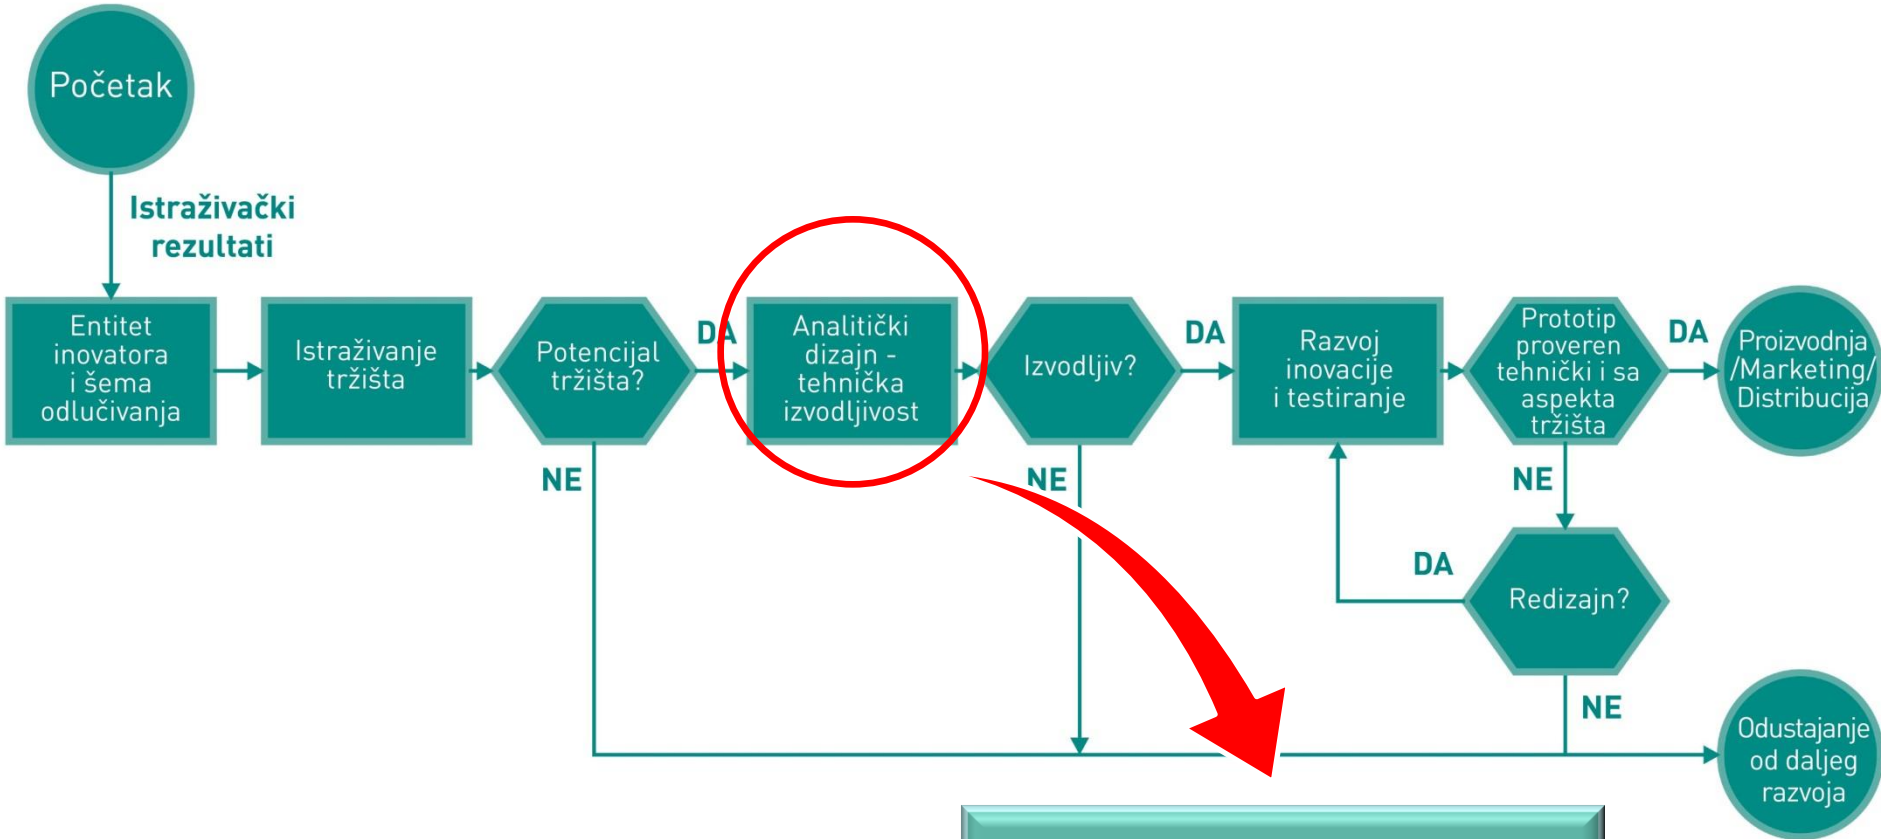 Početak
Istraživački
rezultati
Entitet
inovatora
i šema
odlučivanja
Istraživanje
tržišta
Potencijal
tržišta?
DA
NE
Analitički
dizajn -
tehnička
izvodljivost
Izvodljiv?
DA
NE
Razvoj
inovacije
i testiranje
Prototip
proveren
tehnički i sa
aspekta
tržišta
DA
NE
Proizvodnja
/Marketing/
Distribucija
Redizajn?
DA
NE
Odustajanje
od daljeg
razvoja